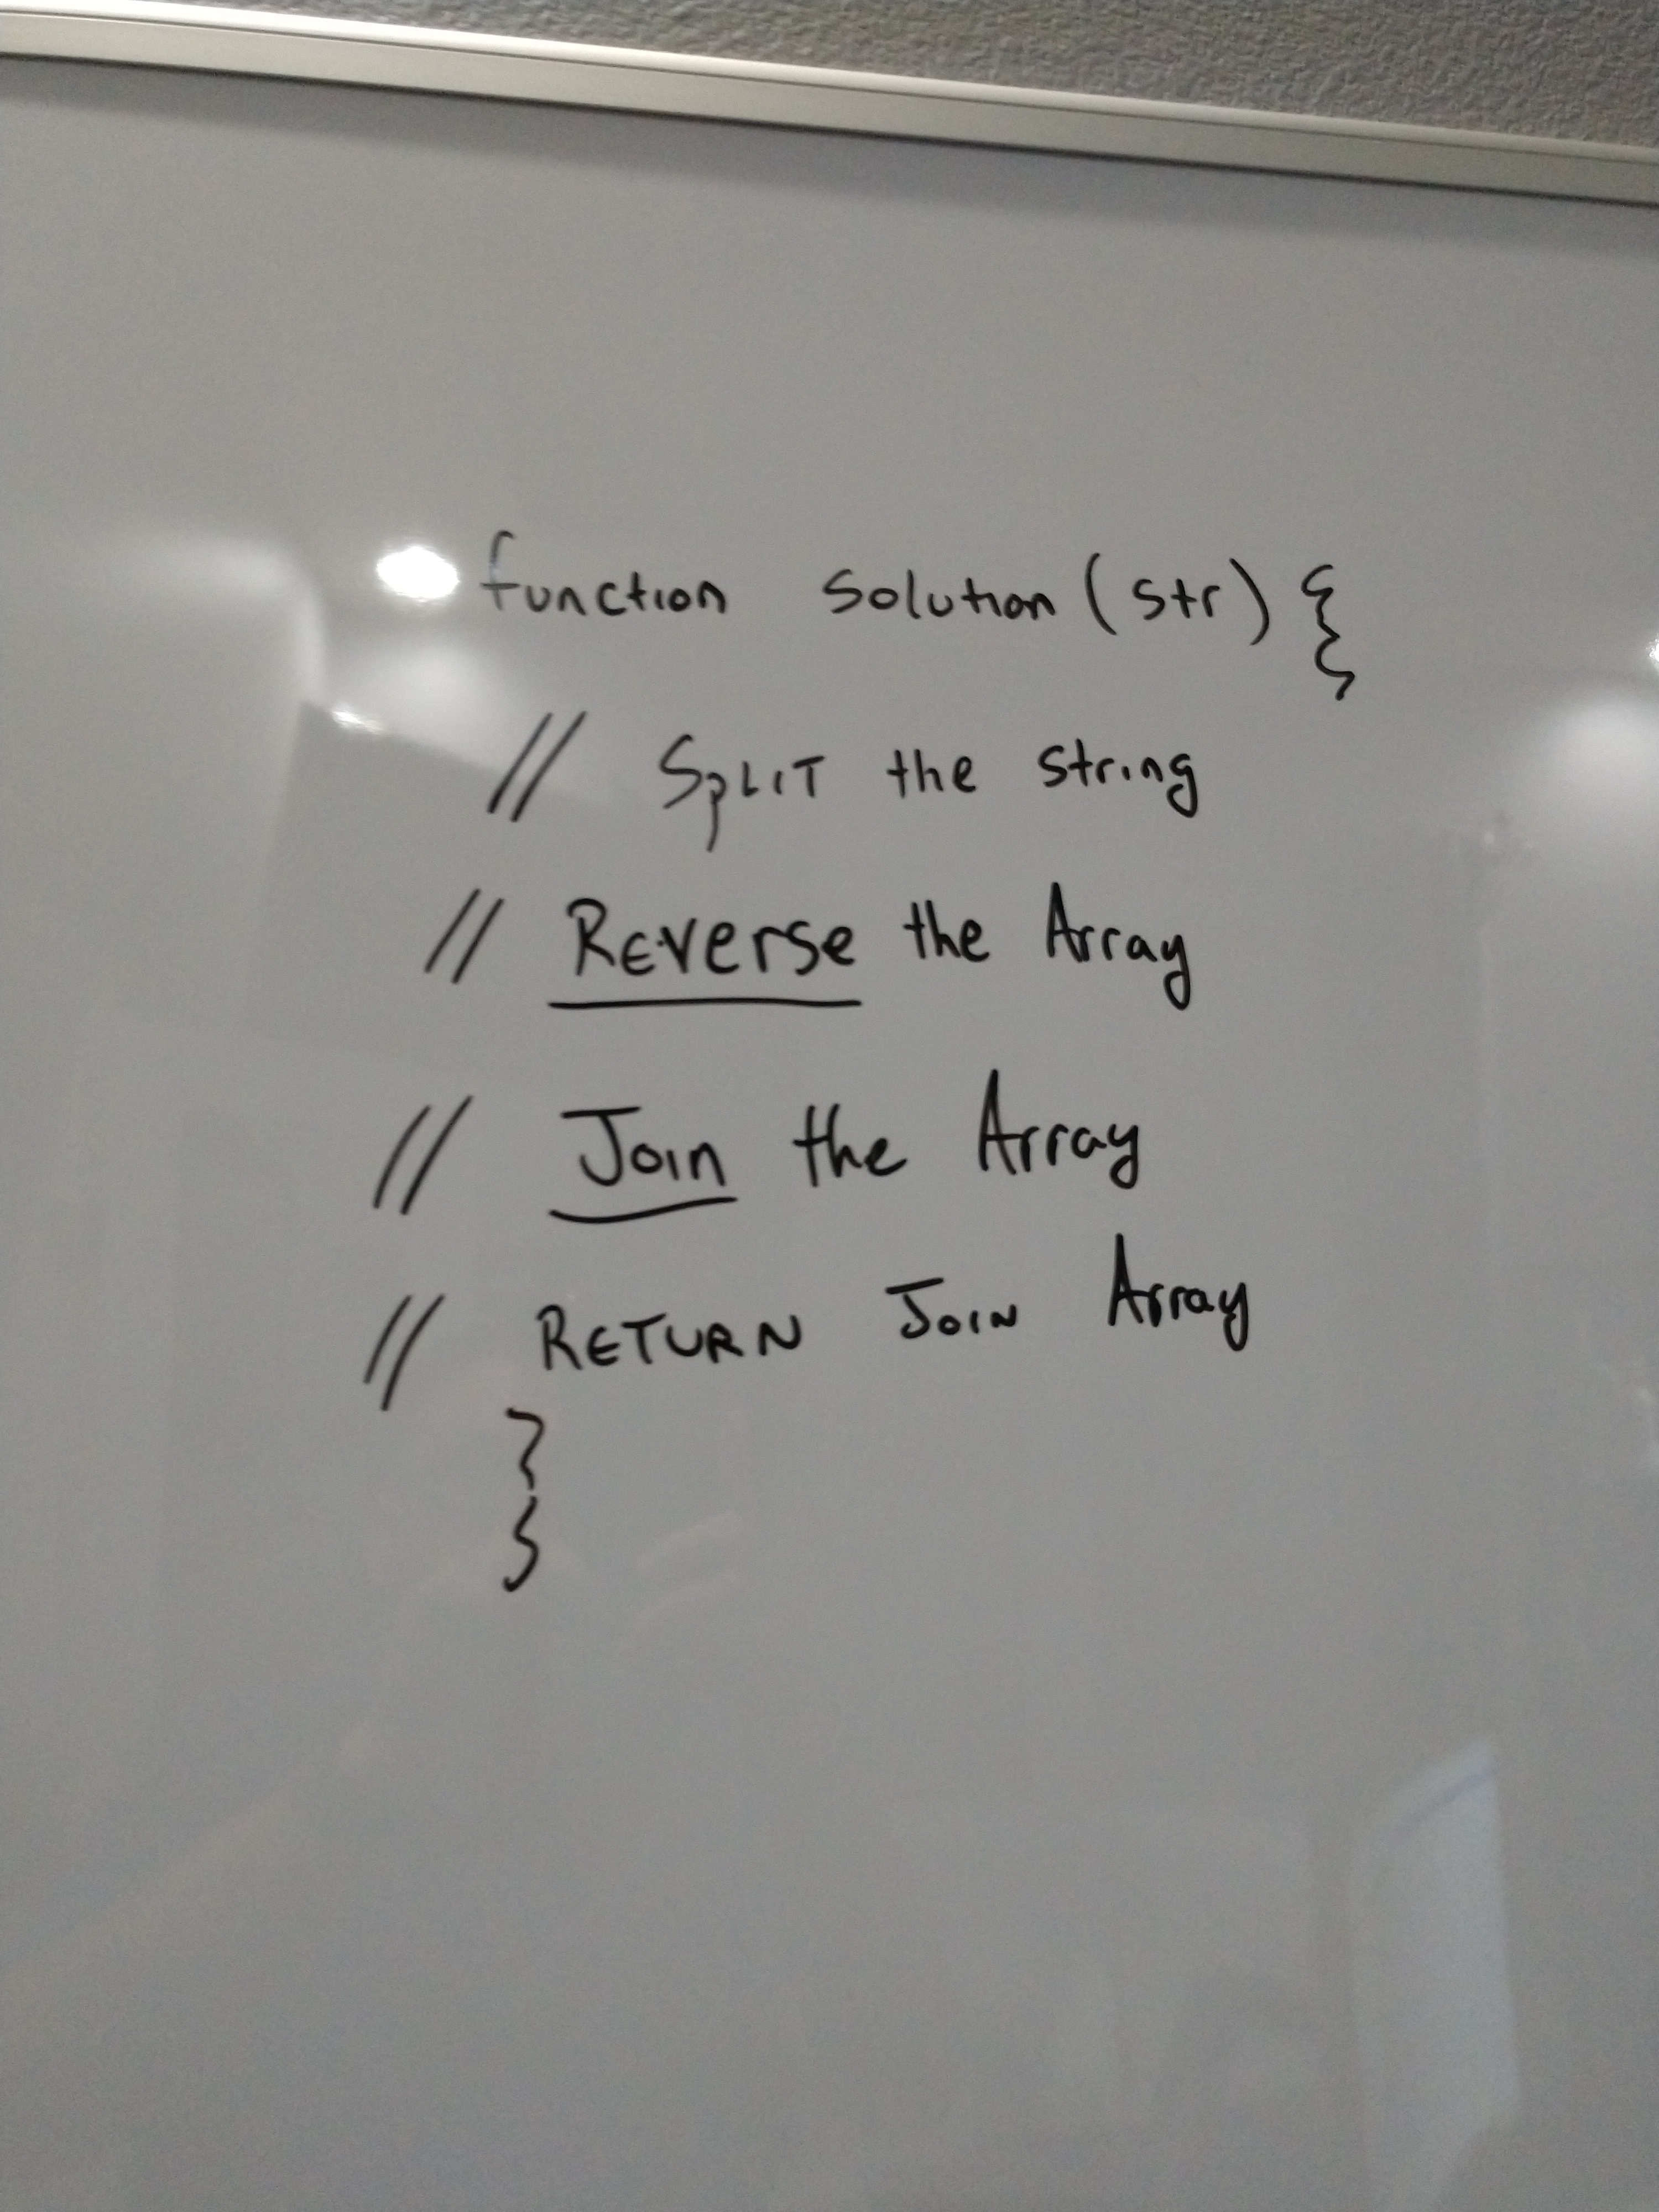 function solution (str) {
// Split the string
// Reverse the Array
// Join the Array
// RETURN JOIN Array
}